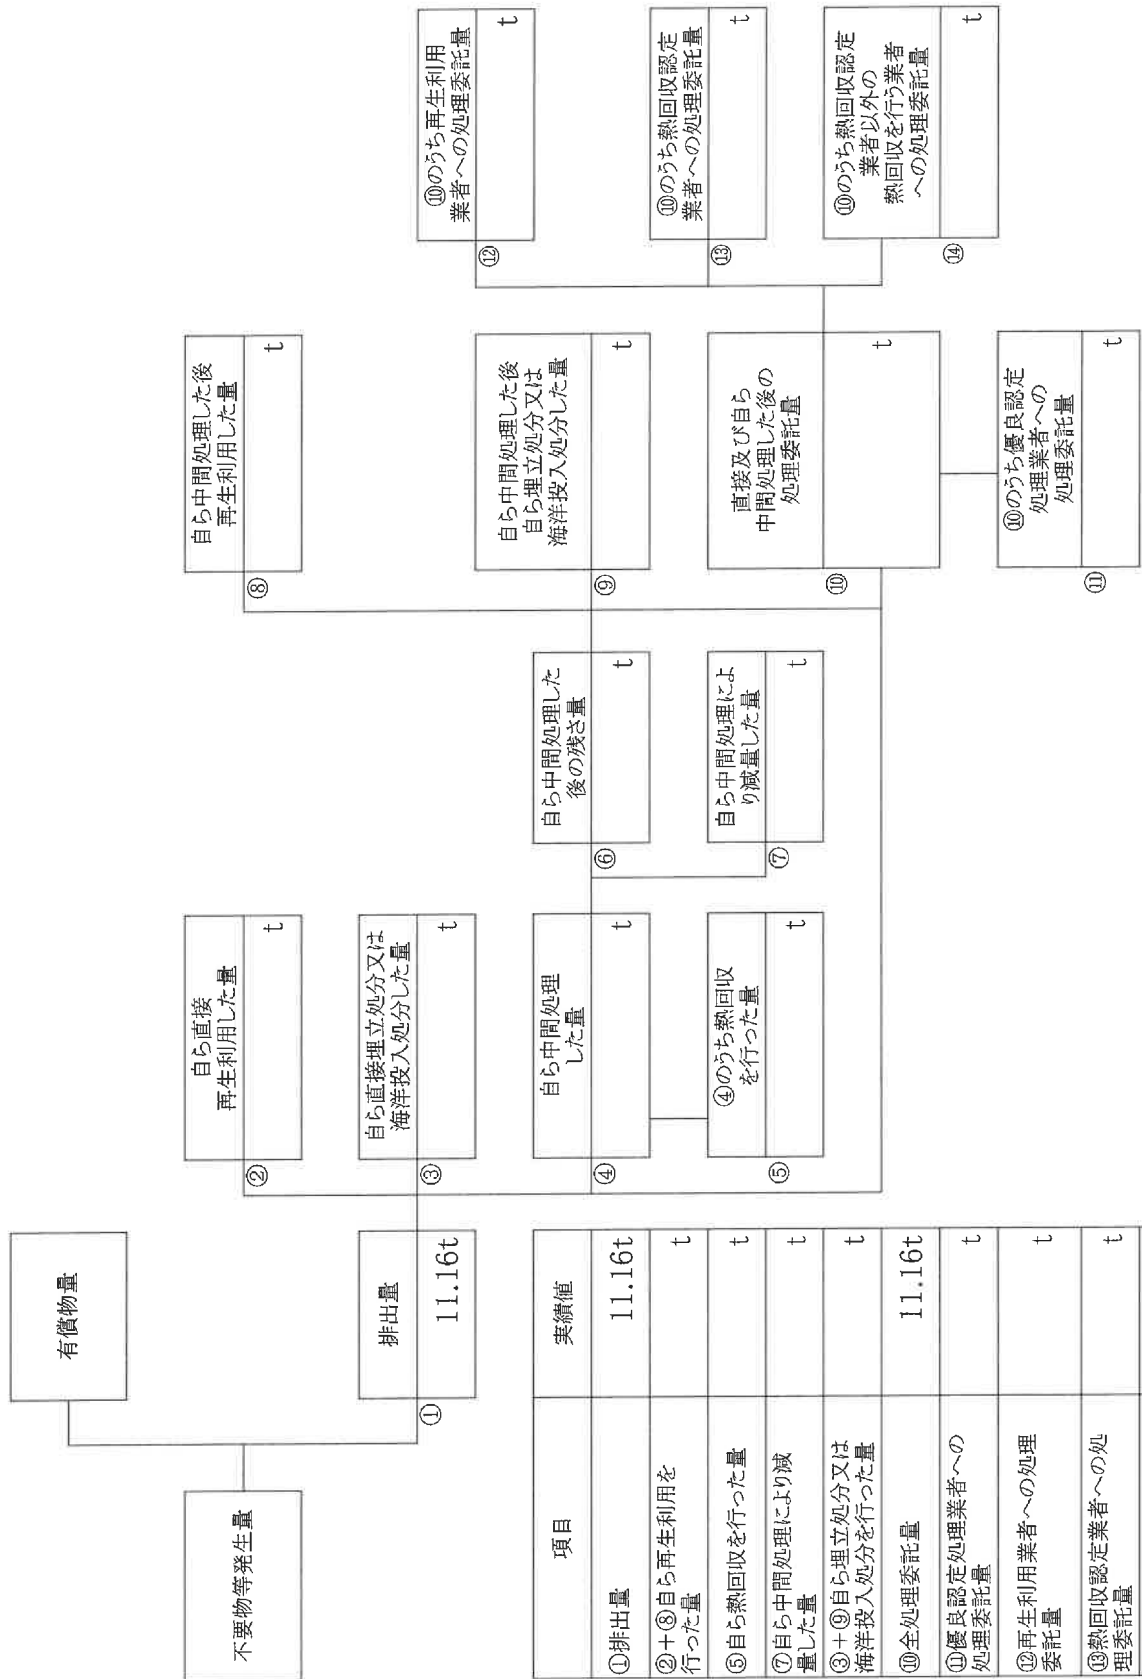 不要物等発生量
有償物量
排出量
①
11.16t
自ら直接
再生利用した量
②
t
自ら直接埋立処分又は
海洋投入処分した量
③
t
自ら中間処理
した量
④
t
④のうち熱回収
を行った量
⑤
t
自ら中間処理した
後の残さ量
⑥
t
自ら中間処理によ
り減量した量
⑦
t
自ら中間処理した後
再生利用した量
⑧
t
自ら中間処理した後
自ら埋立処分又は
海洋投入処分した量
⑨
t
直接及び自ら
中間処理した後の
処理委託量
⑩
t
⑩のうち優良認定
処理業者への
処理委託量
⑪
t
⑩のうち再生利用
業者への処理委託量
⑫
t
⑩のうち熱回収認定
業者への処理委託量
⑬
t
⑩のうち熱回収認定
業者以外の
熱回収を行う業者
への処理委託量
⑭
t
項目 実績値
①排出量 11.16t
②+⑧自ら再生利用を
行った量 t
⑤自ら熱回収を行った量 t
⑦自ら中間処理により減
量した量 t
③+⑨自ら埋立処分又は
海洋投入処分を行った量 t
⑩全処理委託量 11.16t
⑪優良認定処理業者への
処理委託量 t
⑫再生利用業者への処理
委託量 t
⑬熱回収認定業者への処
理委託量 t